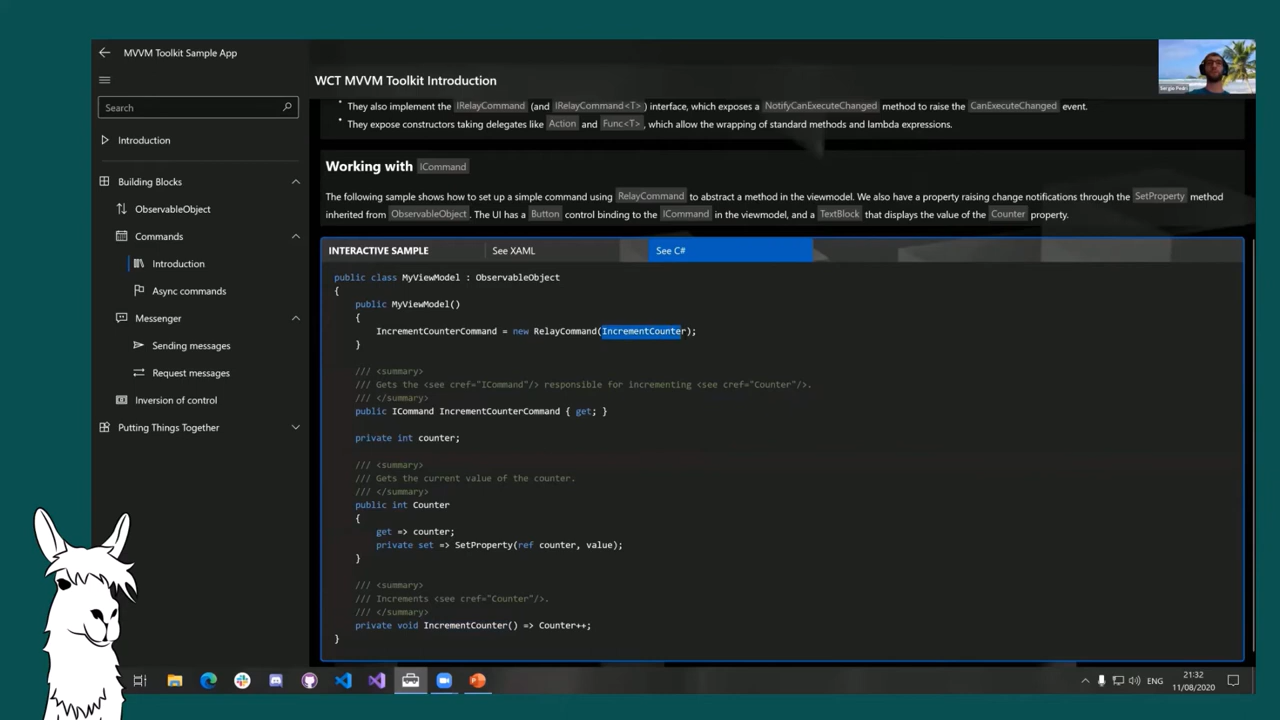 MVVM Toolkit Sample App
Search
Introduction
Building Blocks
ObservableObject
Commands
Introduction
Async commands
Messenger
Sending messages
Request messages
Inversion of control
Putting Things Together
WCT MVVM Toolkit Introduction
They also implement the IRelayCommand (and IRelayCommand<T>) interface, which exposes a NotifyCanExecuteChanged method to raise the CanExecuteChanged event.
They expose constructors taking delegates like Action and Func<T>, which allow the wrapping of standard methods and lambda expressions.
Working with ICommand
The following sample shows how to set up a simple command using RelayCommand to abstract a method in the viewmodel. We also have a property raising change notifications through the SetProperty method
inherited from ObservableObject. The UI has a Button control binding to the ICommand in the viewmodel, and a TextBlock that displays the value of the Counter property.
INTERACTIVE SAMPLE See XAML See C#
public class MyViewModel : ObservableObject
{
public MyViewModel()
{
IncrementCounterCommand = new RelayCommand(IncrementCounter);
}
/// <summary>
/// Gets the <see cref="ICommand"/> responsible for incrementing <see cref="Counter"/>.
/// </summary>
public ICommand IncrementCounterCommand { get; }
private int counter;
/// <summary>
/// Gets the current value of the counter.
/// </summary>
public int Counter
{
get => counter;
private set => SetProperty(ref counter, value);
}
/// <summary>
/// Increments <see cref="Counter"/>.
/// </summary>
private void IncrementCounter() => Counter++;
}
Sergio Pedri
ENG
21:32
11/08/2020